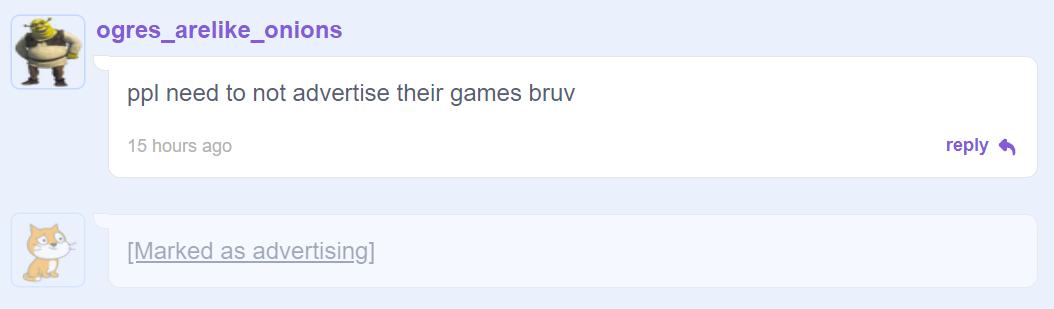 ogres_arelike_onions
ppl need to not advertise their games bruv
15 hours ago reply
[Marked as advertising]